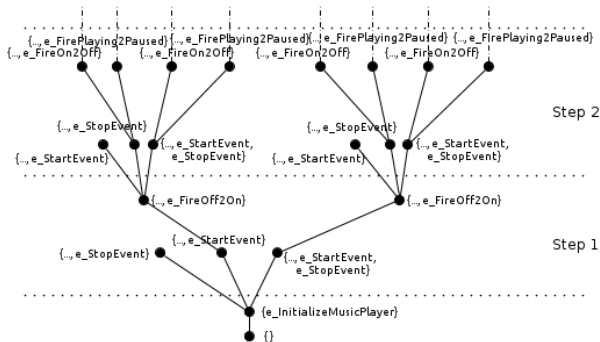 {..., e_FirePlaying2Paused} {..., e_FirePlaying2Paused} {..., e_FirePlaying2Paused} {..., e_FirePlaying2Paused}
{..., e_FireOn2Off} {..., e_FireOn2Off} {..., e_FireOn2Off} {..., e_FireOn2Off}
Step 2
{..., e_StopEvent} {..., e_StopEvent}
{..., e_StartEvent} {..., e_StartEvent, {..., e_StartEvent} {..., e_StartEvent,
e_StopEvent} e_StopEvent}
{..., e_FireOff2On} {..., e_FireOff2On}
{..., e_StartEvent}
Step 1
{..., e_StopEvent} {..., e_StartEvent,
e_StopEvent}
{e_InitializeMusicPlayer}
{}